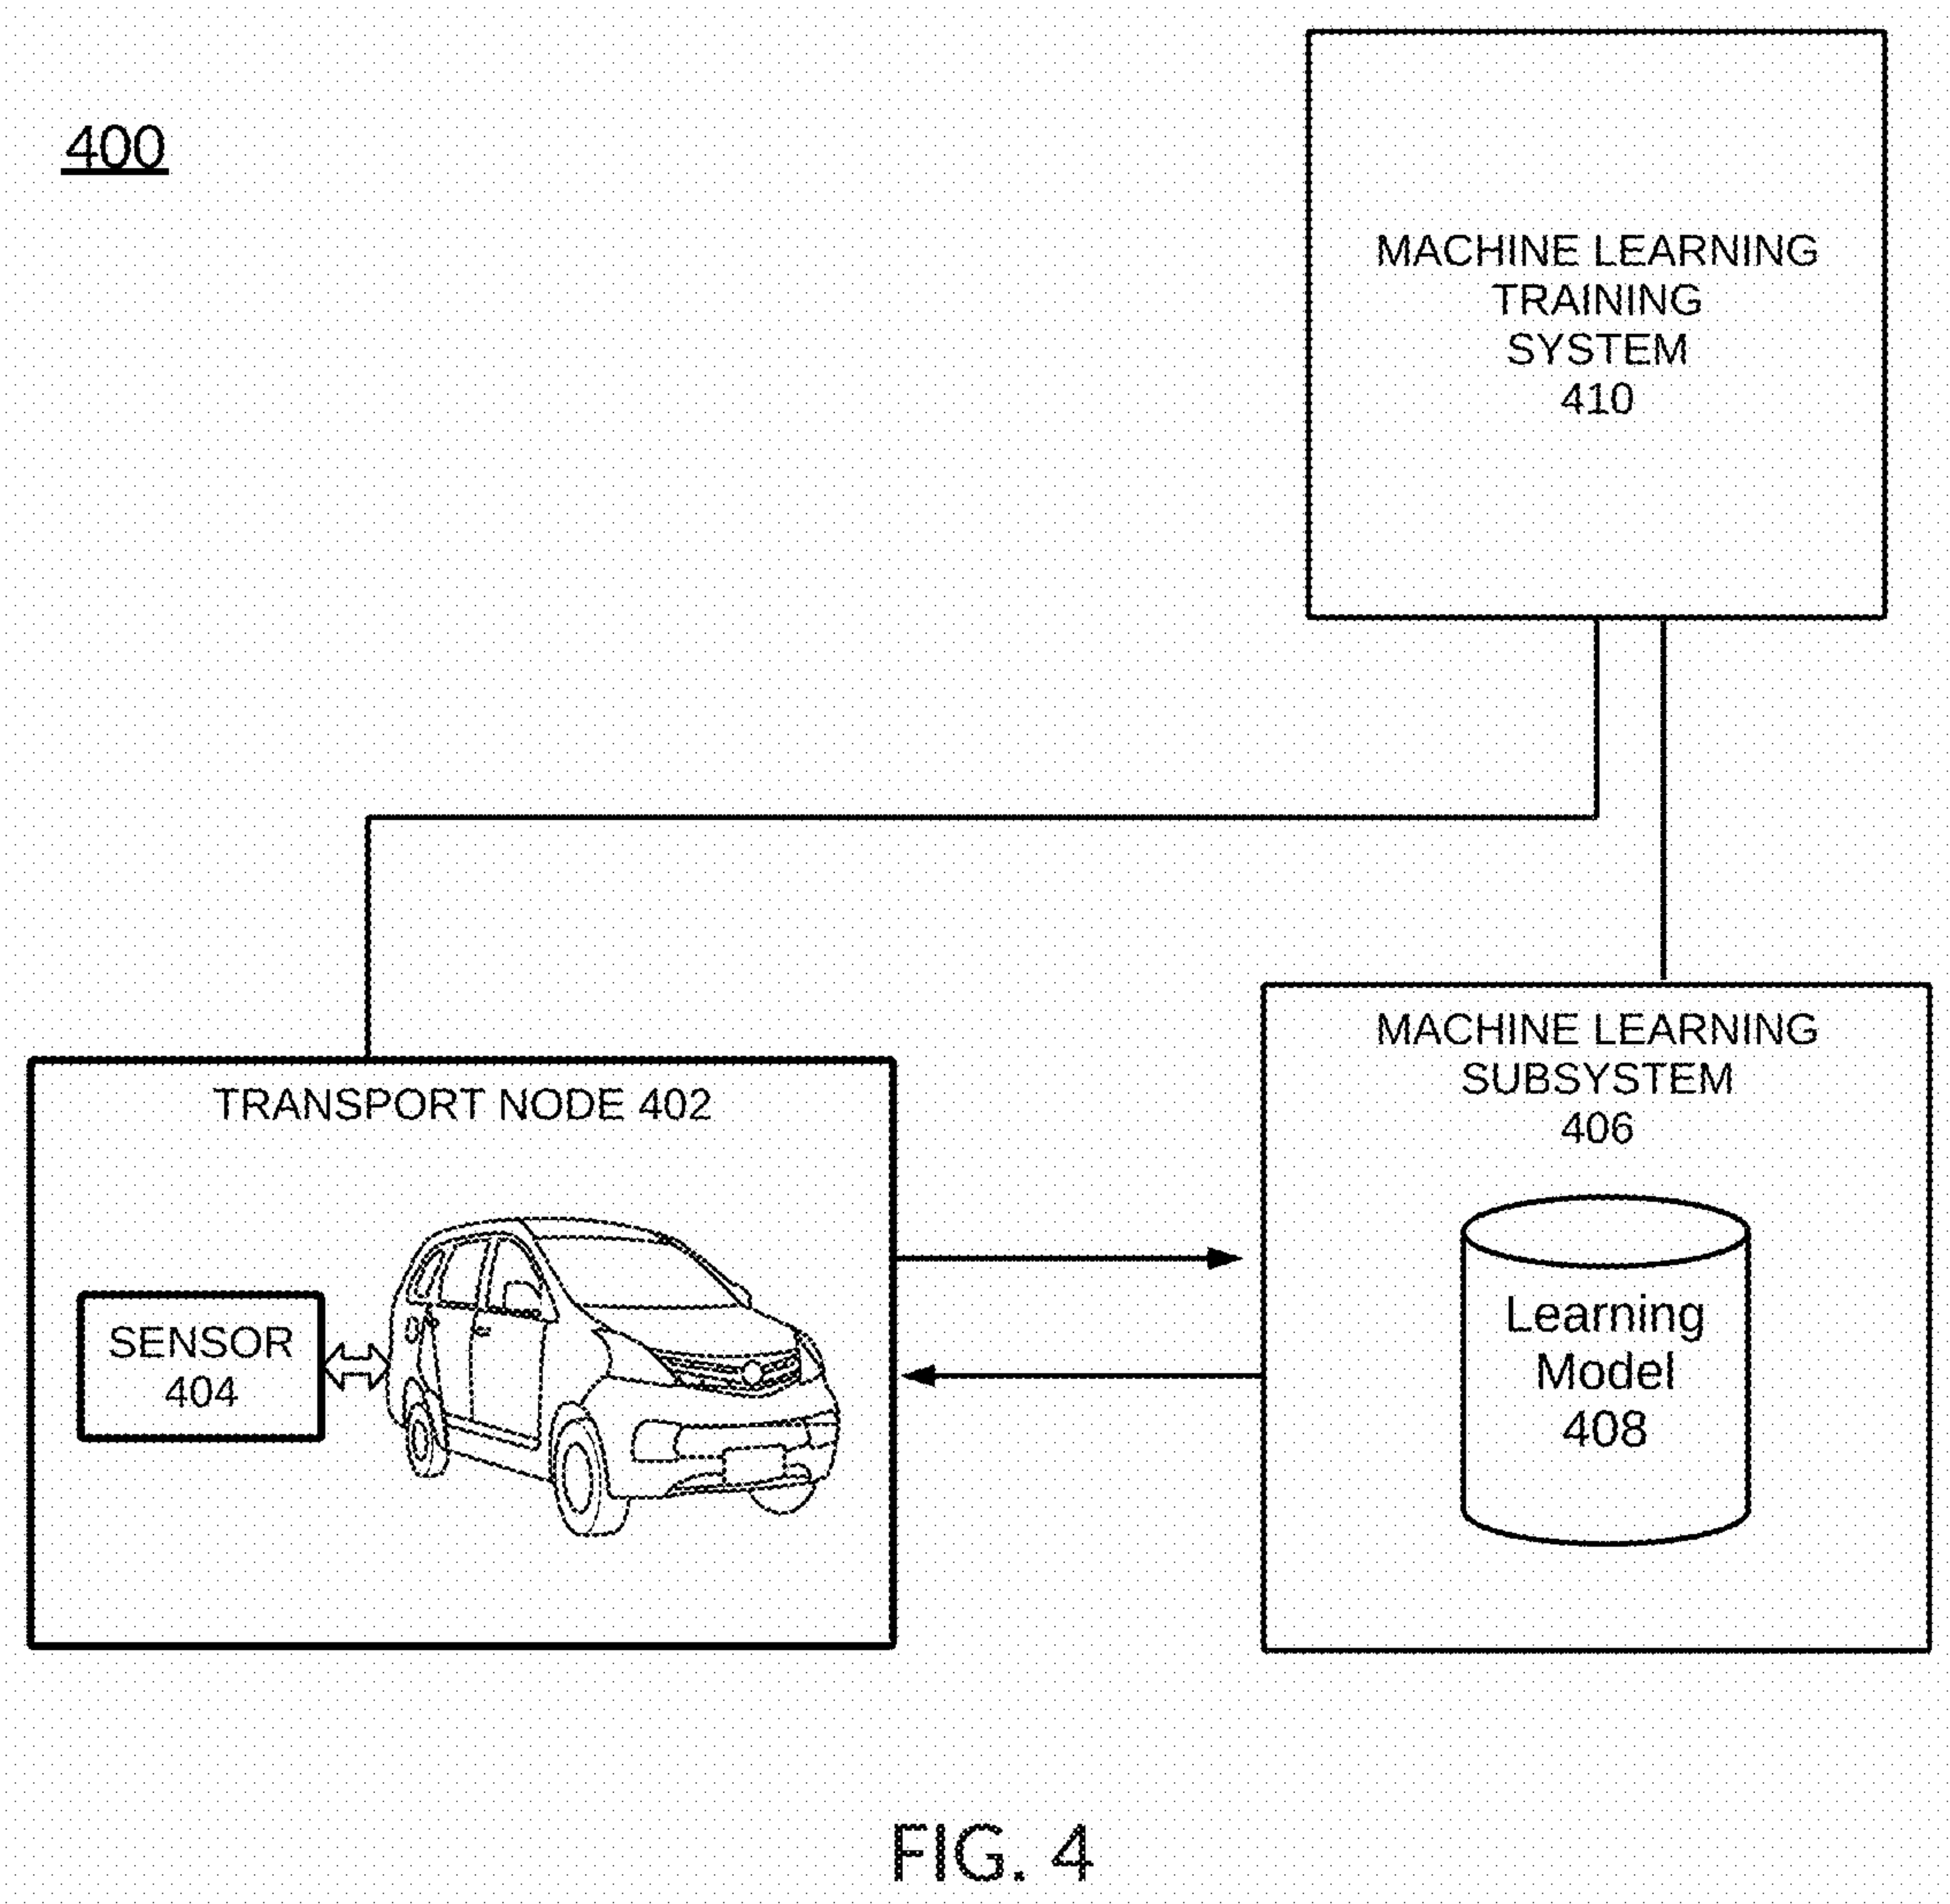 400
MACHINE LEARNING
TRAINING
SYSTEM
410
TRANSPORT NODE 402
SENSOR
404
MACHINE LEARNING
SUBSYSTEM
406
Learning
Model
408
FIG. 4